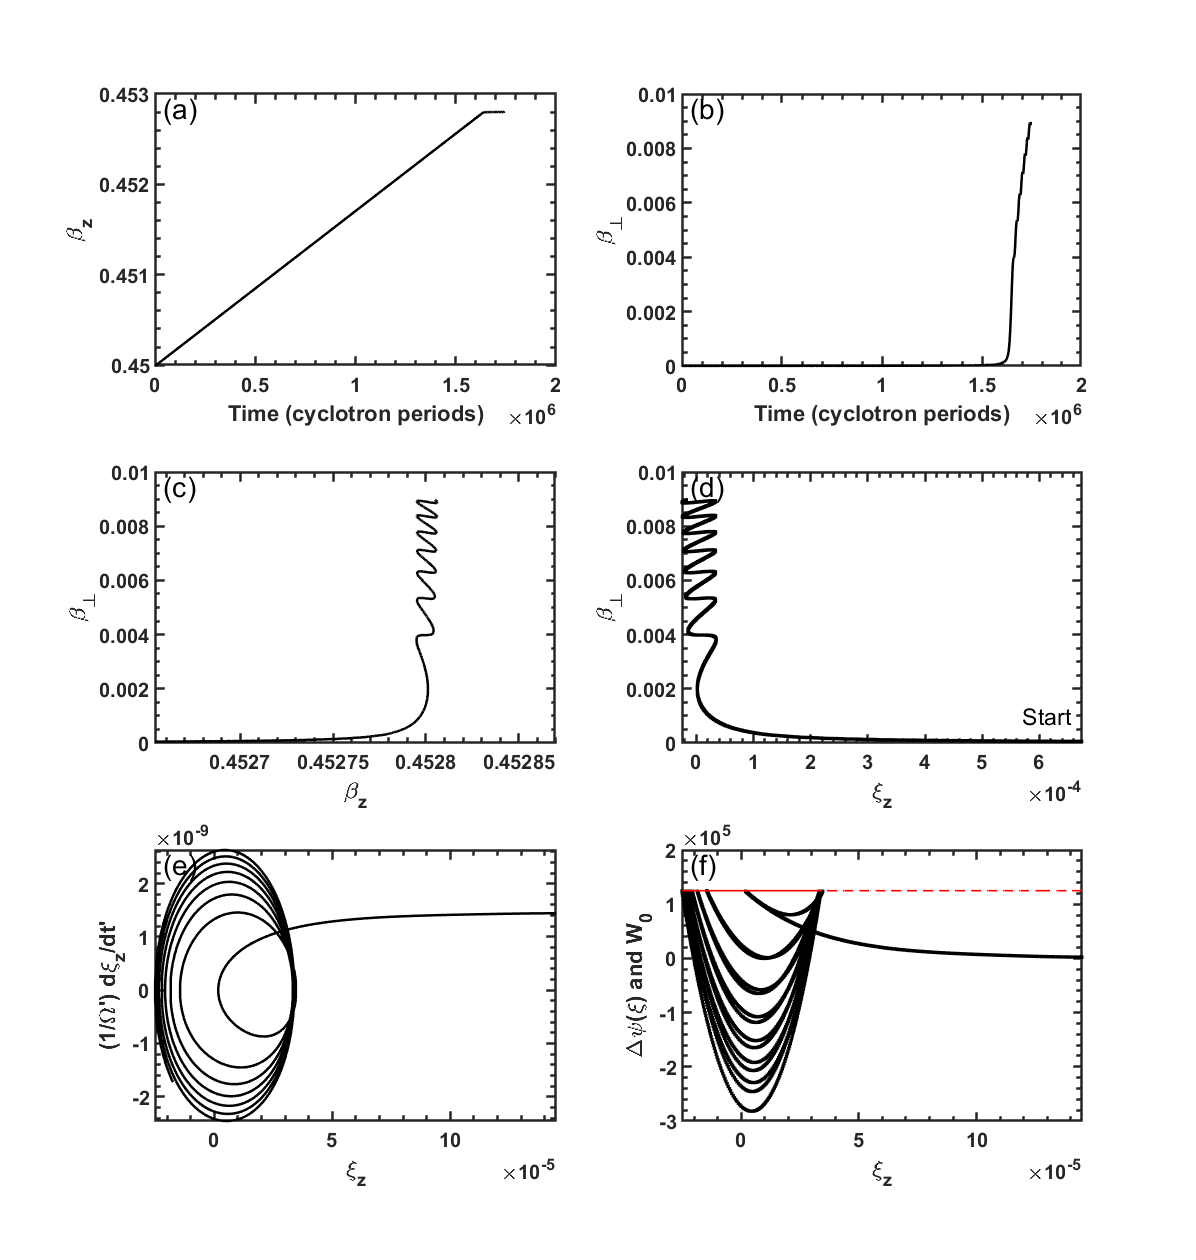 (a)
0.453
0.452
0.451
0.45
β_z
0 0.5 1 1.5 2
Time (cyclotron periods) ×10^6
(b)
0.01
0.008
0.006
0.004
0.002
0
β_⊥
0 0.5 1 1.5 2
Time (cyclotron periods) ×10^6
(c)
0.01
0.008
0.006
0.004
0.002
0
β_⊥
0.4527 0.45275 0.4528 0.45285
β_z
(d)
0.01
0.008
0.006
0.004
0.002
0
β_⊥
Start
0 1 2 3 4 5 6
ξ_z ×10^-4
×10^-9
(e)
2
1
0
-1
-2
(1/Ω') dξ_z/dt'
0 5 10
ξ_z ×10^-5
×10^5
(f)
2
1
0
-1
-2
-3
Δψ(ξ) and W_0
0 5 10
ξ_z ×10^-5